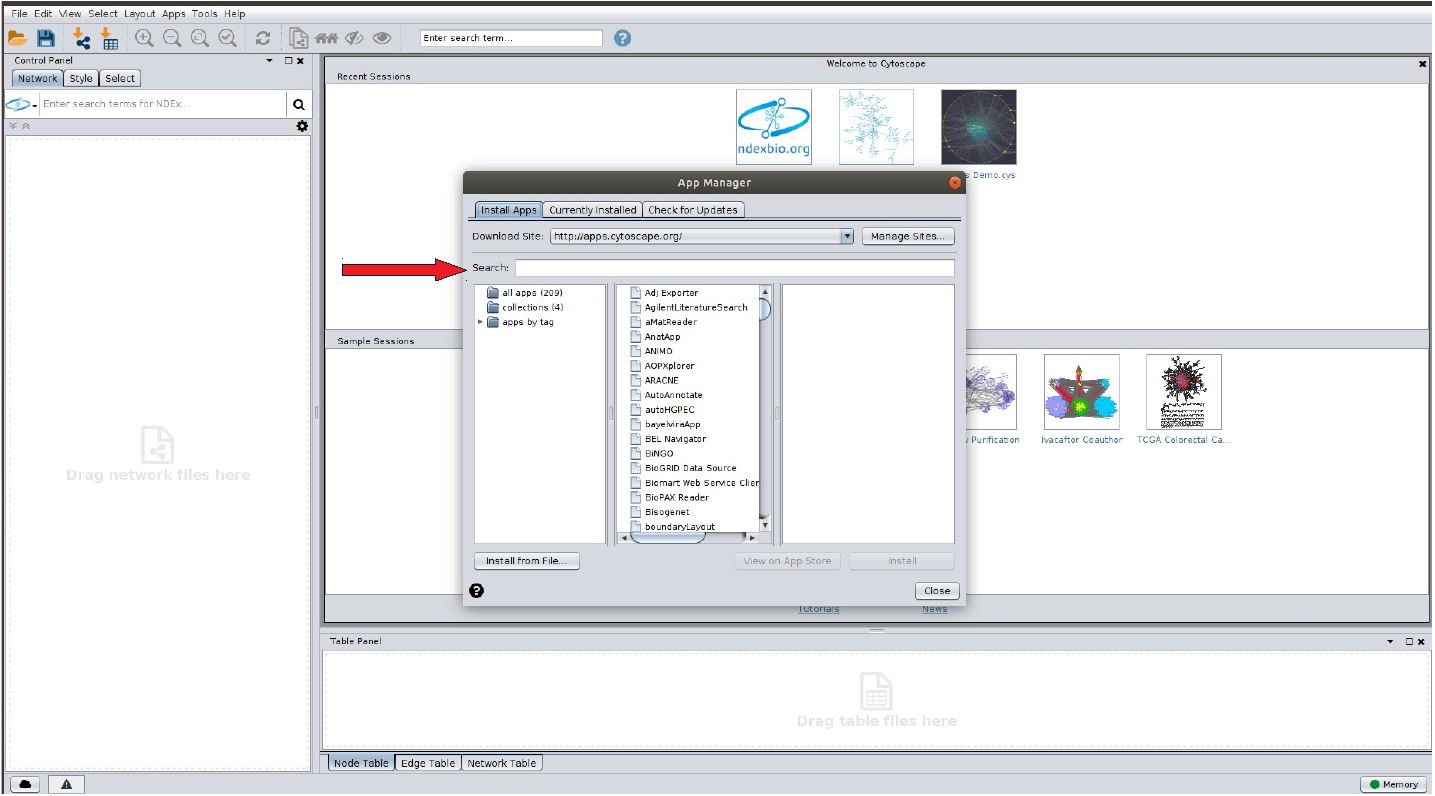 File Edit View Select Layout Apps Tools Help
Enter search term...
Control Panel
Network Style Select
Enter search terms for NDEx...
Drag network files here
Welcome to Cytoscape
Recent Sessions
ndexbio.org
s Demo.cys
Sample Sessions
Purification
Ivacaftor Coauthor
TCGA Colorectal Ca...
Tutorials
News
App Manager
Install Apps Currently Installed Check for Updates
Download Site: http://apps.cytoscape.org/ Manage Sites...
Search:
all apps (209)
collections (4)
apps by tag
Adj Exporter
AgilentLiteratureSearch
aMatReader
AnatApp
ANIMO
AOPXplorer
ARACNE
AutoAnnotate
autoHGPEC
bayelviraApp
BEL Navigator
BiNGO
BioGRID Data Source
Biomart Web Service Clien
BioPAX Reader
Bisogenet
boundaryLayout
Install from File... View on App Store Install
Close
Table Panel
Drag table files here
Node Table Edge Table Network Table
Memory